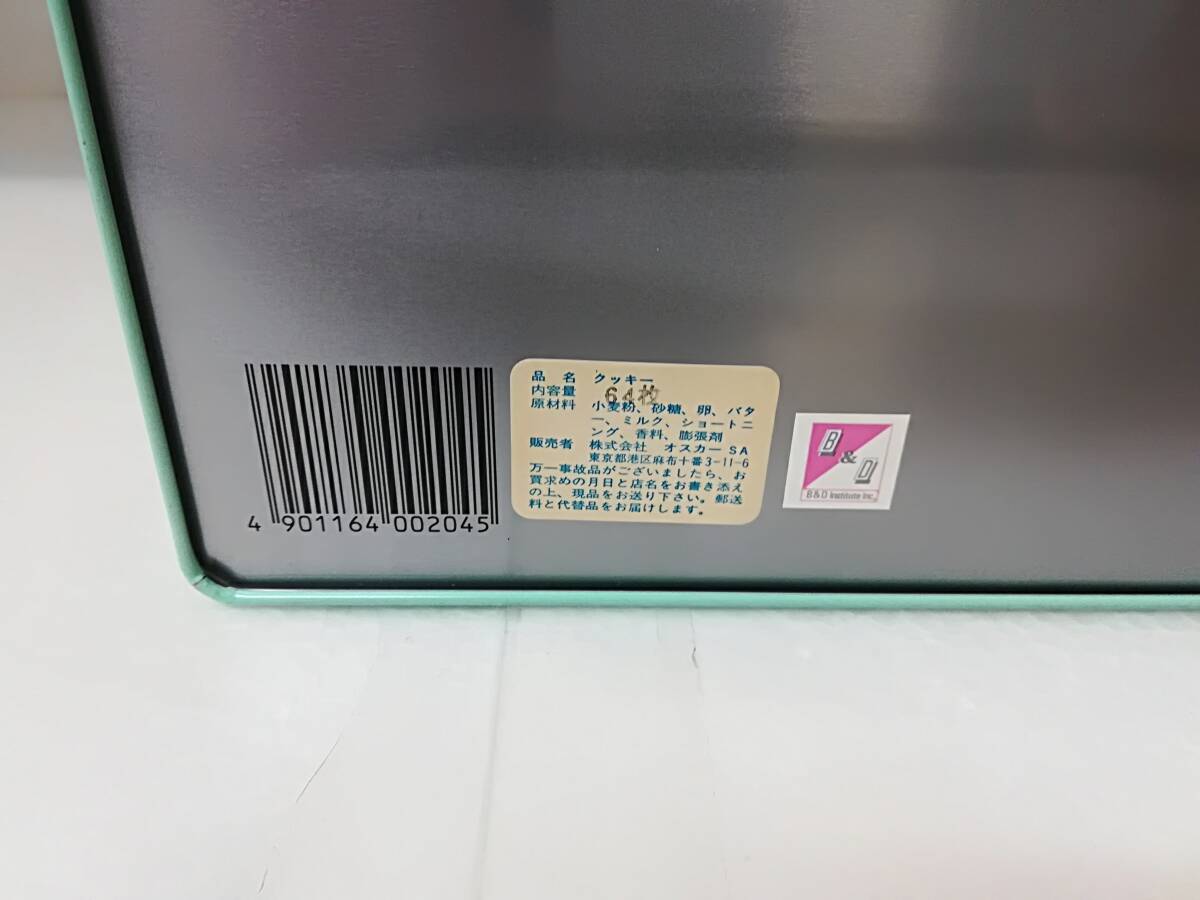 4 901164 002045
品名 クッキー
内容量 64枚
原材料 小麦粉、砂糖、卵、バタ
ー、ミルク、ショートニ
ング、香料、膨張剤
販売者 株式会社 オスカーSA
東京都港区麻布十番3-11-6
万一事故品がございましたら、お
買求めの月日と店名をお書き添え
の上、現品をお送り下さい。郵送
料と代替品をお届けします。
B&D
B&D Institute Inc.